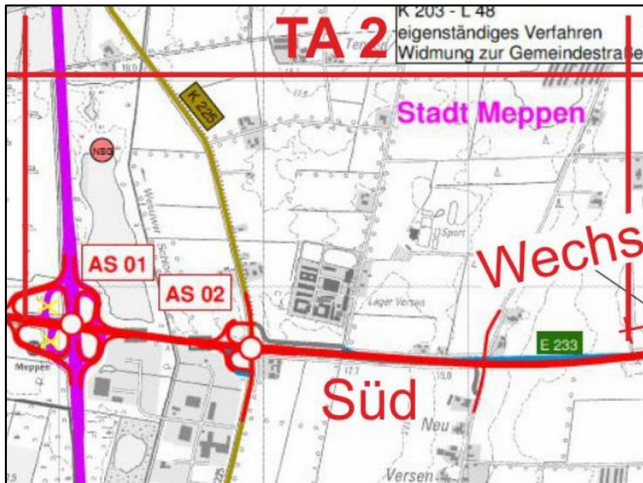 K 203 - L 48
eigenständiges Verfahren
Widmung zur Gemeindestraße
TA 2
K 225
Stadt Meppen
NSG
Sport
AS 01
AS 02
Wechs
Lager Versen
E 233
Meppen
Süd
Neu
Versen